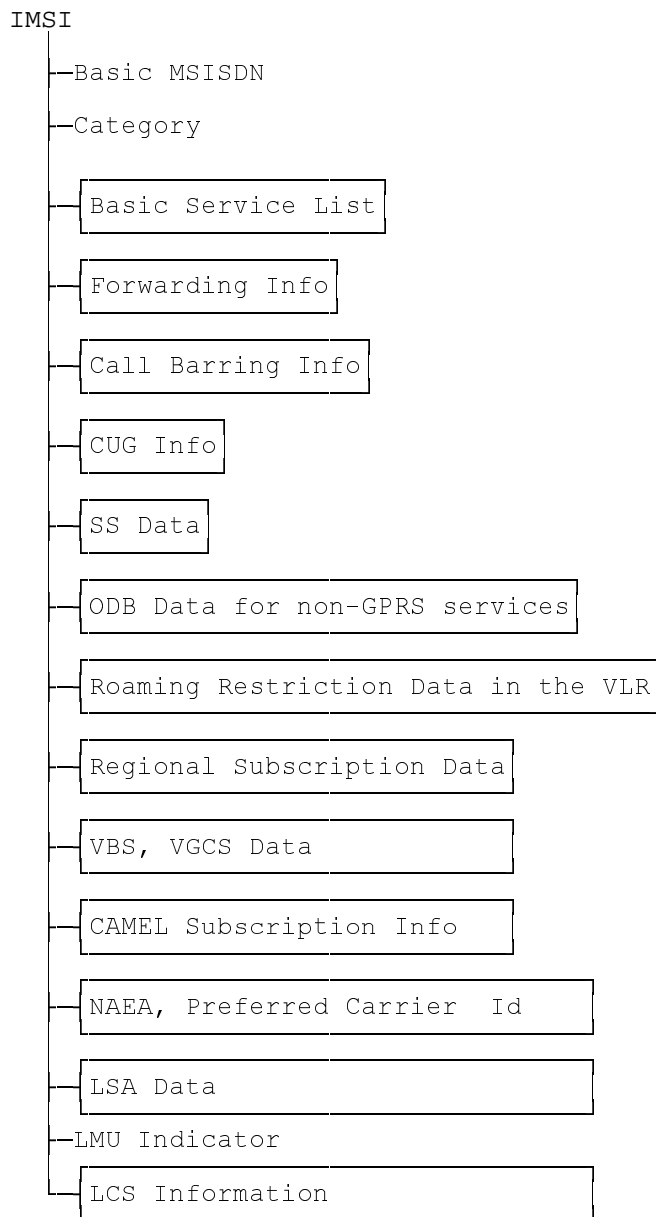 IMSI
Basic MSISDN
Category
Basic Service List
Forwarding Info
Call Barring Info
CUG Info
SS Data
ODB Data for non-GPRS services
Roaming Restriction Data in the VLR
Regional Subscription Data
VBS, VGCS Data
CAMEL Subscription Info
NAEA, Preferred Carrier  Id
LSA Data
LMU Indicator
LCS Information